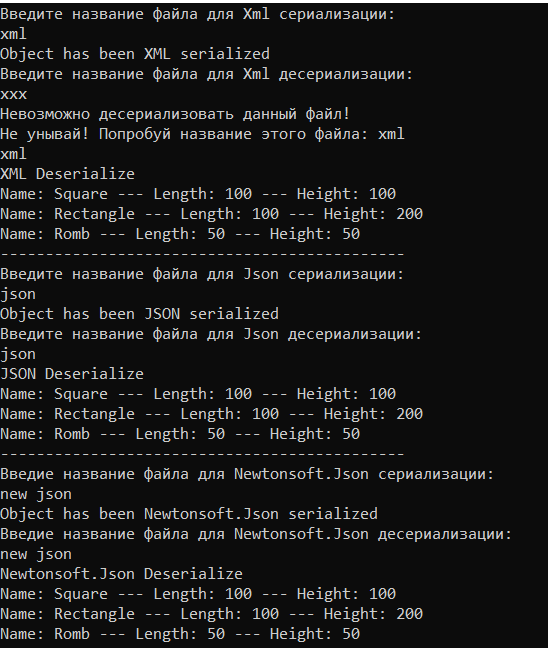 Введите название файла для Xml сериализации:
xml
Object has been XML serialized
Введите название файла для Xml десериализации:
xxx
Невозможно десериализовать данный файл!
Не унывай! Попробуй название этого файла: xml
xml
XML Deserialize
Name: Square --- Length: 100 --- Height: 100
Name: Rectangle --- Length: 100 --- Height: 200
Name: Romb --- Length: 50 --- Height: 50
---------------------------------------------
Введите название файла для Json сериализации:
json
Object has been JSON serialized
Введите название файла для Json десериализации:
json
JSON Deserialize
Name: Square --- Length: 100 --- Height: 100
Name: Rectangle --- Length: 100 --- Height: 200
Name: Romb --- Length: 50 --- Height: 50
---------------------------------------------
Введие название файла для Newtonsoft.Json сериализации:
new json
Object has been Newtonsoft.Json serialized
Введие название файла для Newtonsoft.Json десериализации:
new json
Newtonsoft.Json Deserialize
Name: Square --- Length: 100 --- Height: 100
Name: Rectangle --- Length: 100 --- Height: 200
Name: Romb --- Length: 50 --- Height: 50